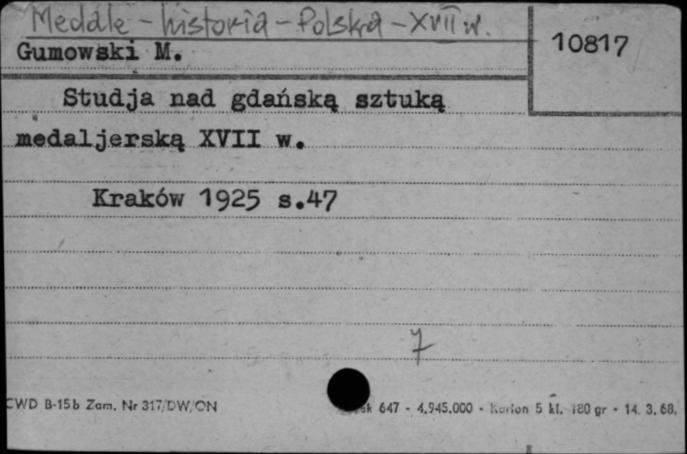 Medale - historia - Polska - XVII w.
10817
Gumowski M.
Studja nad gdańską sztuką
medaljerską XVII w.
Kraków 1925 s.47
7
CWD B-15b Zam. Nr 317/DW/ON 647 - 4.945.000 - Karton 5 kl. 180 gr - 14. 3. 68.